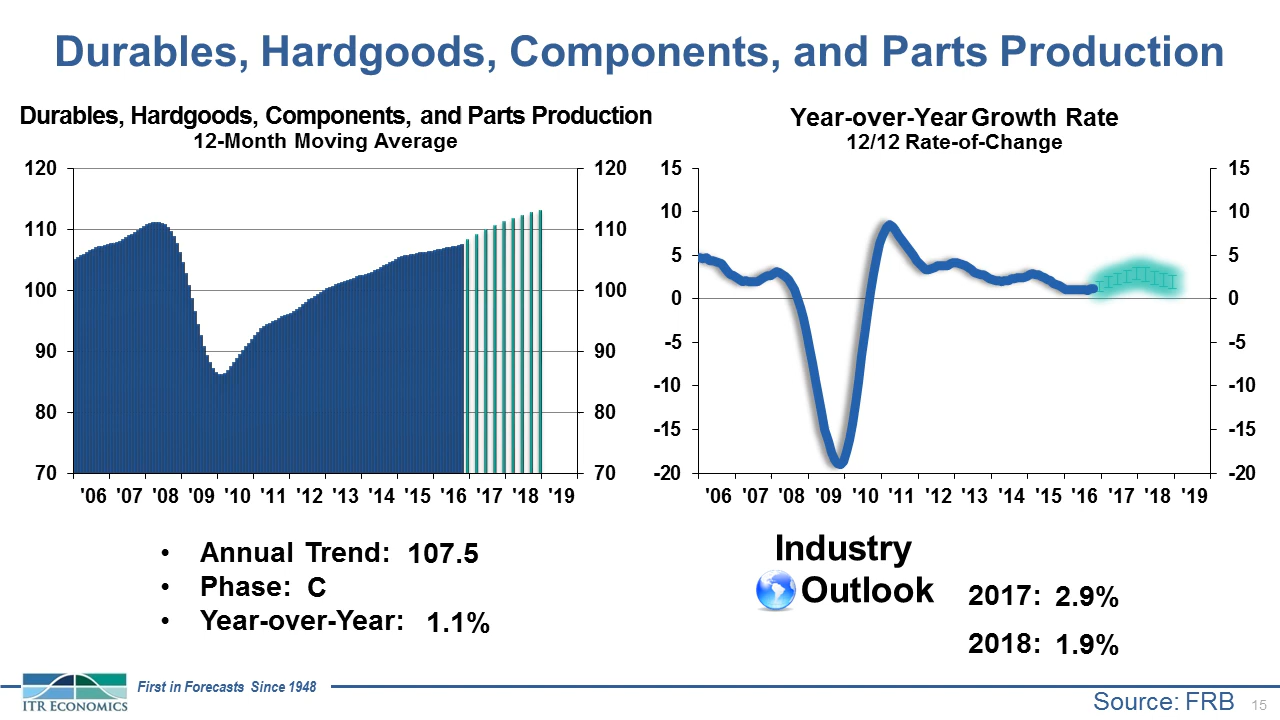 Durables, Hardgoods, Components, and Parts Production
Durables, Hardgoods, Components, and Parts Production
12-Month Moving Average
120
110
100
90
80
70
120
110
100
90
80
70
'06 '07 '08 '09 '10 '11 '12 '13 '14 '15 '16 '17 '18 '19
Year-over-Year Growth Rate
12/12 Rate-of-Change
15
10
5
0
-5
-10
-15
-20
15
10
5
0
-5
-10
-15
-20
'06 '07 '08 '09 '10 '11 '12 '13 '14 '15 '16 '17 '18 '19
• Annual Trend: 107.5
• Phase: C
• Year-over-Year: 1.1%
Industry
Outlook
2017: 2.9%
2018: 1.9%
ITR ECONOMICS
First in Forecasts Since 1948
Source: FRB
15